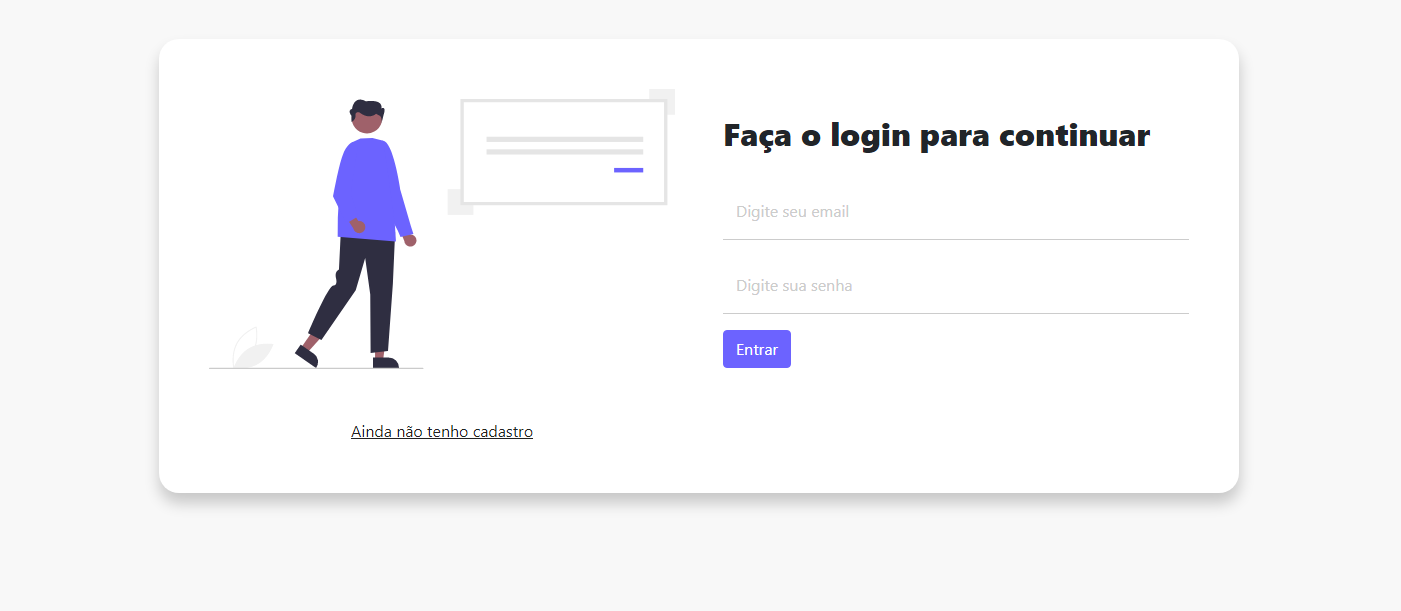 Faça o login para continuar
Digite seu email
Digite sua senha
Entrar
Ainda não tenho cadastro